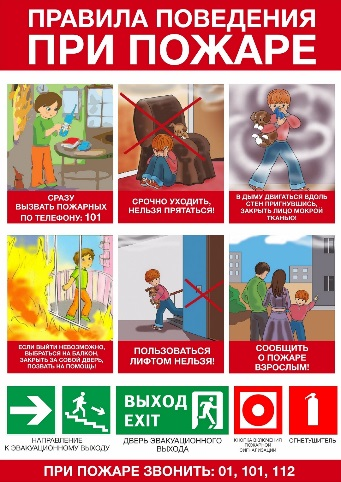 ПРАВИЛА ПОВЕДЕНИЯ
ПРИ ПОЖАРЕ
СРАЗУ
ВЫЗВАТЬ ПОЖАРНЫХ
ПО ТЕЛЕФОНУ: 101
СРОЧНО УХОДИТЬ,
НЕЛЬЗЯ ПРЯТАТЬСЯ!
В ДЫМУ ДВИГАТЬСЯ ВДОЛЬ
СТЕН ПРИГНУВШИСЬ,
ЗАКРЫТЬ ЛИЦО МОКРОЙ
ТКАНЬЮ!
ЕСЛИ ВЫЙТИ НЕВОЗМОЖНО,
ВЫБРАТЬСЯ НА БАЛКОН,
ЗАКРЫТЬ ЗА СОБОЙ ДВЕРЬ,
ПОЗВАТЬ НА ПОМОЩЬ!
ПОЛЬЗОВАТЬСЯ
ЛИФТОМ НЕЛЬЗЯ!
СООБЩИТЬ
О ПОЖАРЕ
ВЗРОСЛЫМ!
ВЫХОД
EXIT
НАПРАВЛЕНИЕ
К ЭВАКУАЦИОННОМУ ВЫХОДУ
ДВЕРЬ ЭВАКУАЦИОННОГО
ВЫХОДА
КНОПКА ВКЛЮЧЕНИЯ
ПОЖАРНОЙ
СИГНАЛИЗАЦИИ
ОГНЕТУШИТЕЛЬ
ПРИ ПОЖАРЕ ЗВОНИТЬ: 01, 101, 112